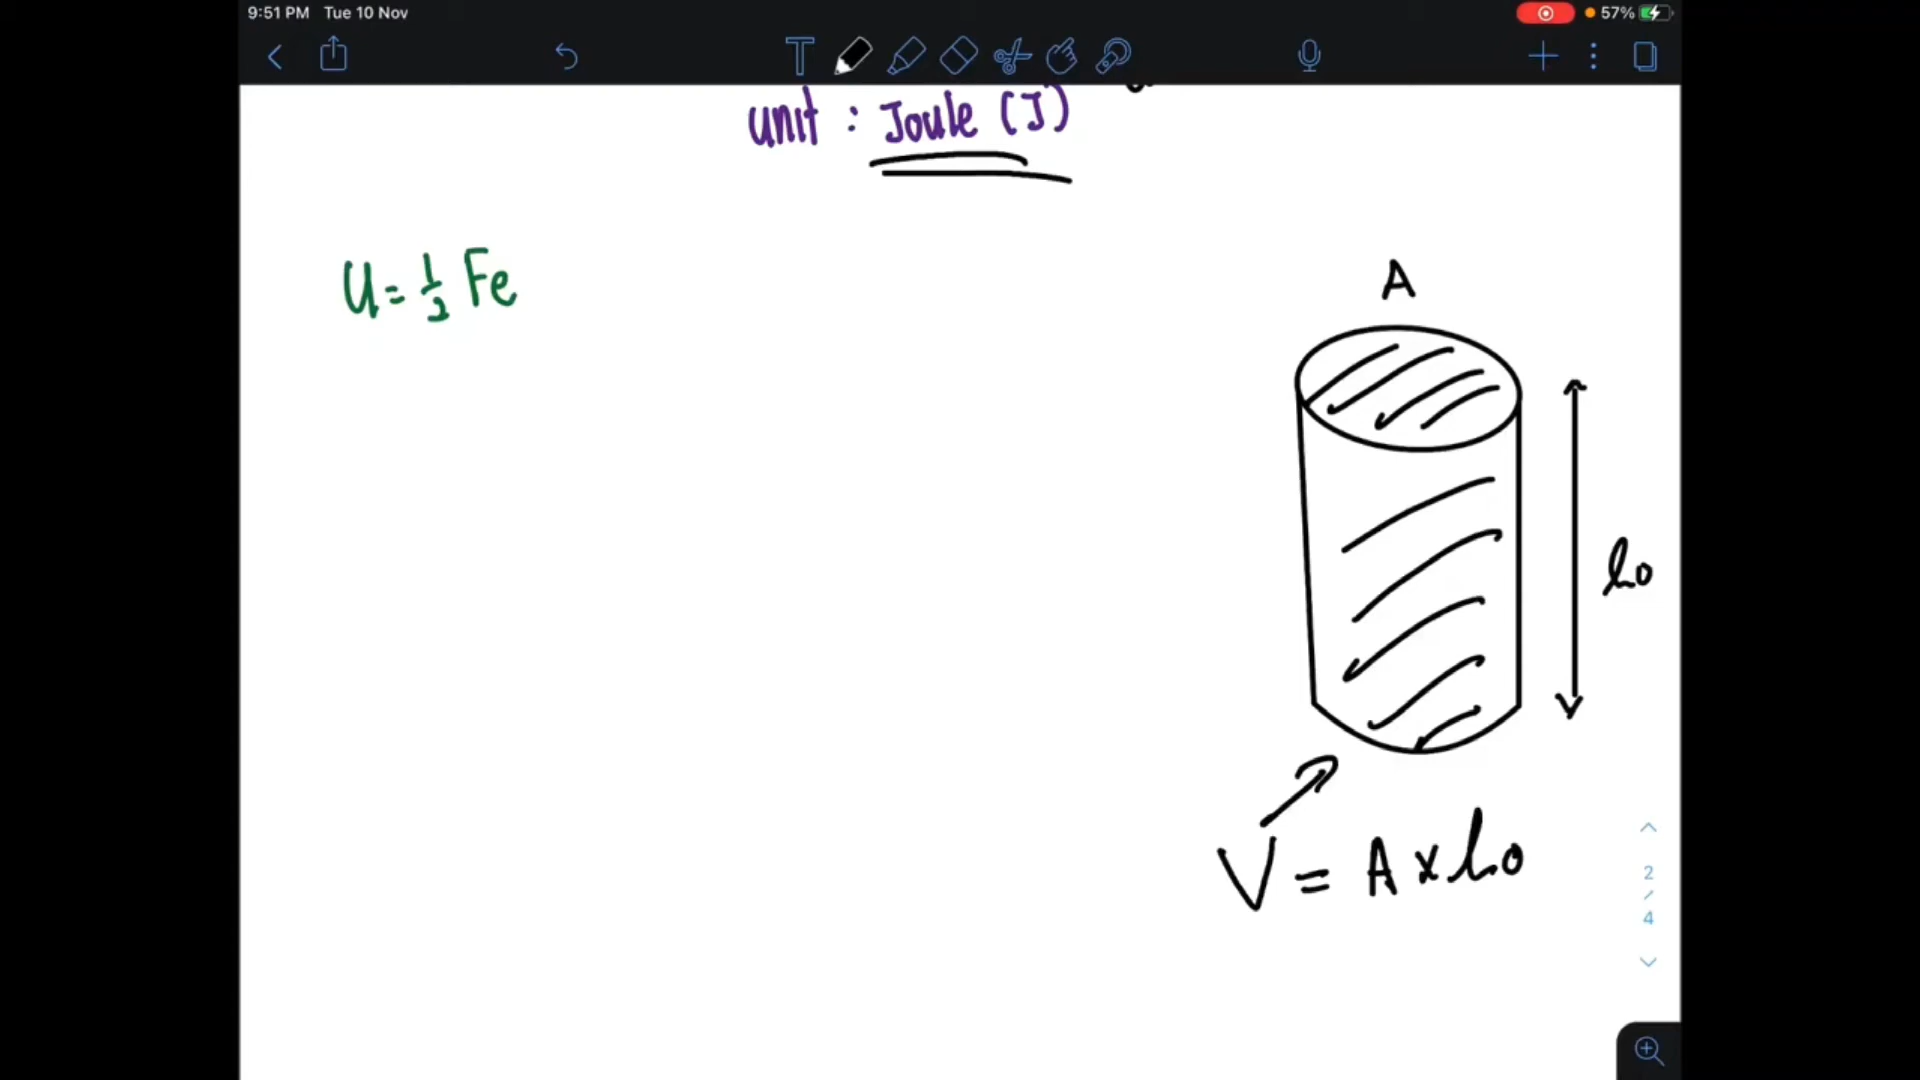 9:51 PM Tue 10 Nov
57%
T
unit : Joule (J)
U = 1/2 Fe
A
lo
V = A x lo
2
/
4